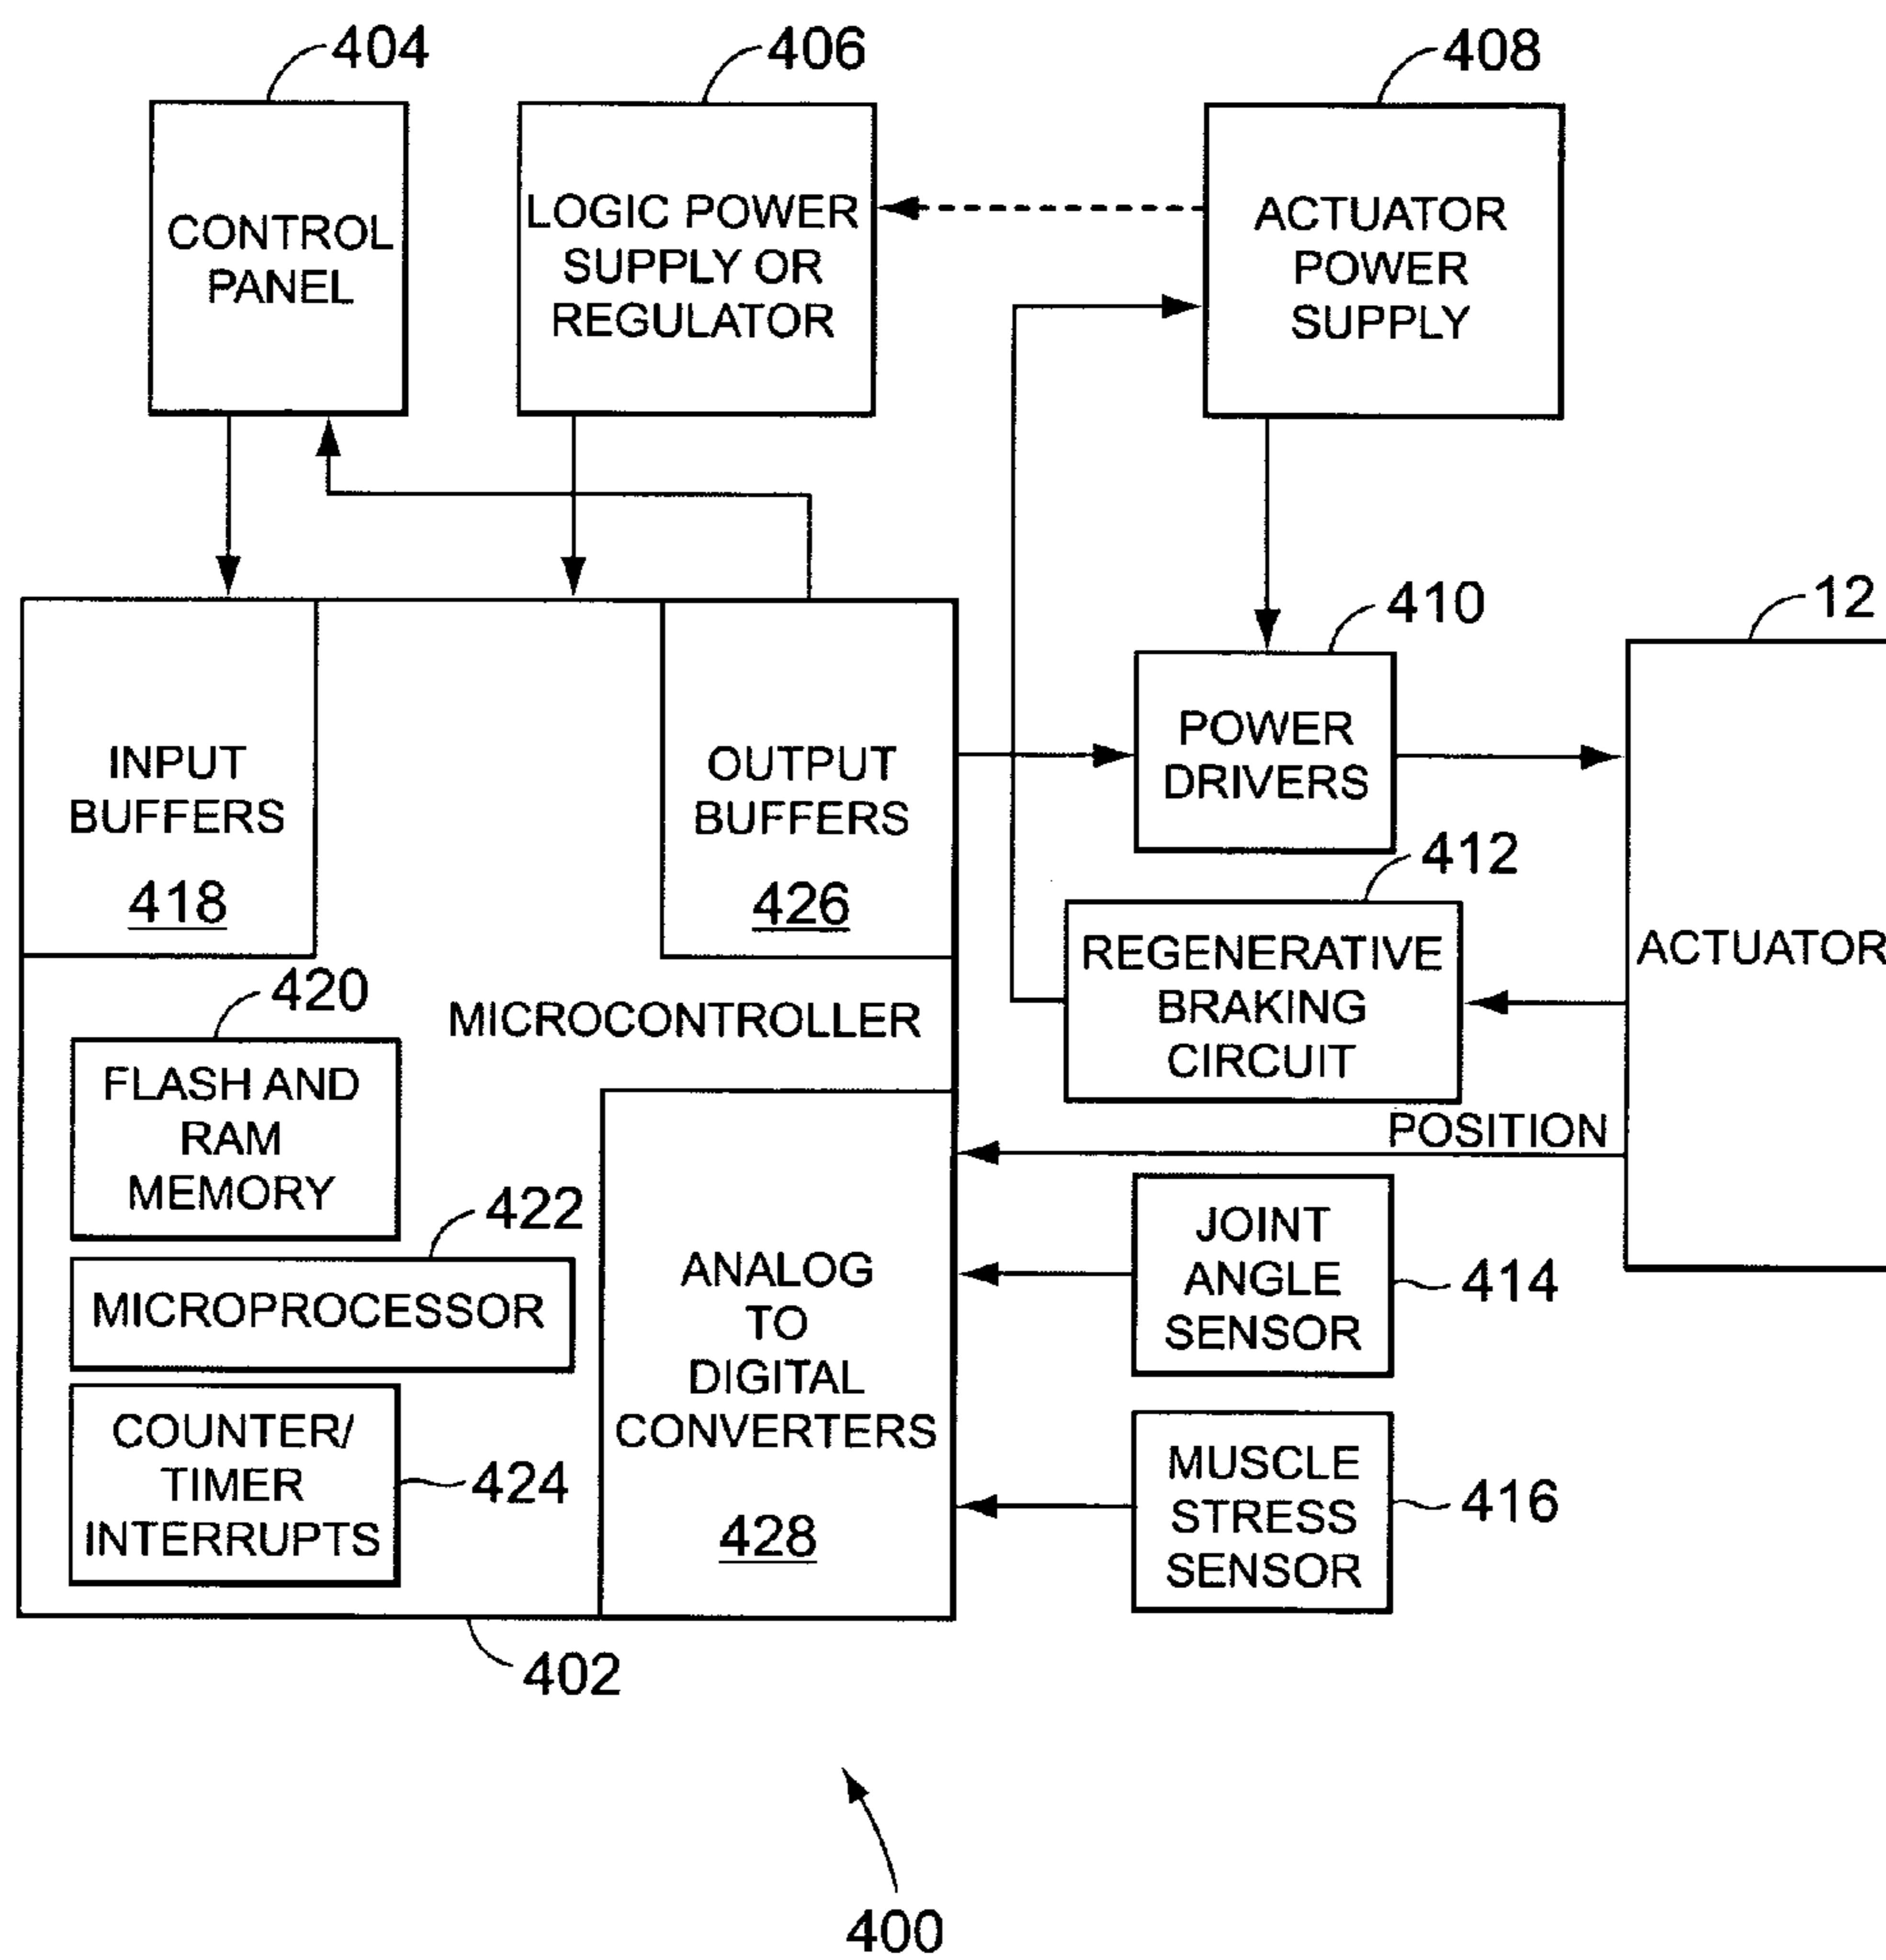 404
406
408
CONTROL
PANEL
LOGIC POWER
SUPPLY OR
REGULATOR
ACTUATOR
POWER
SUPPLY
410
12
POWER
DRIVERS
INPUT
BUFFERS
418
OUTPUT
BUFFERS
426
412
REGENERATIVE
BRAKING
CIRCUIT
ACTUATOR
420
MICROCONTROLLER
FLASH AND
RAM
MEMORY
POSITION
422
MICROPROCESSOR
ANALOG
TO
DIGITAL
CONVERTERS
428
JOINT
ANGLE
SENSOR
414
COUNTER/
TIMER
INTERRUPTS
424
MUSCLE
STRESS
SENSOR
416
402
400